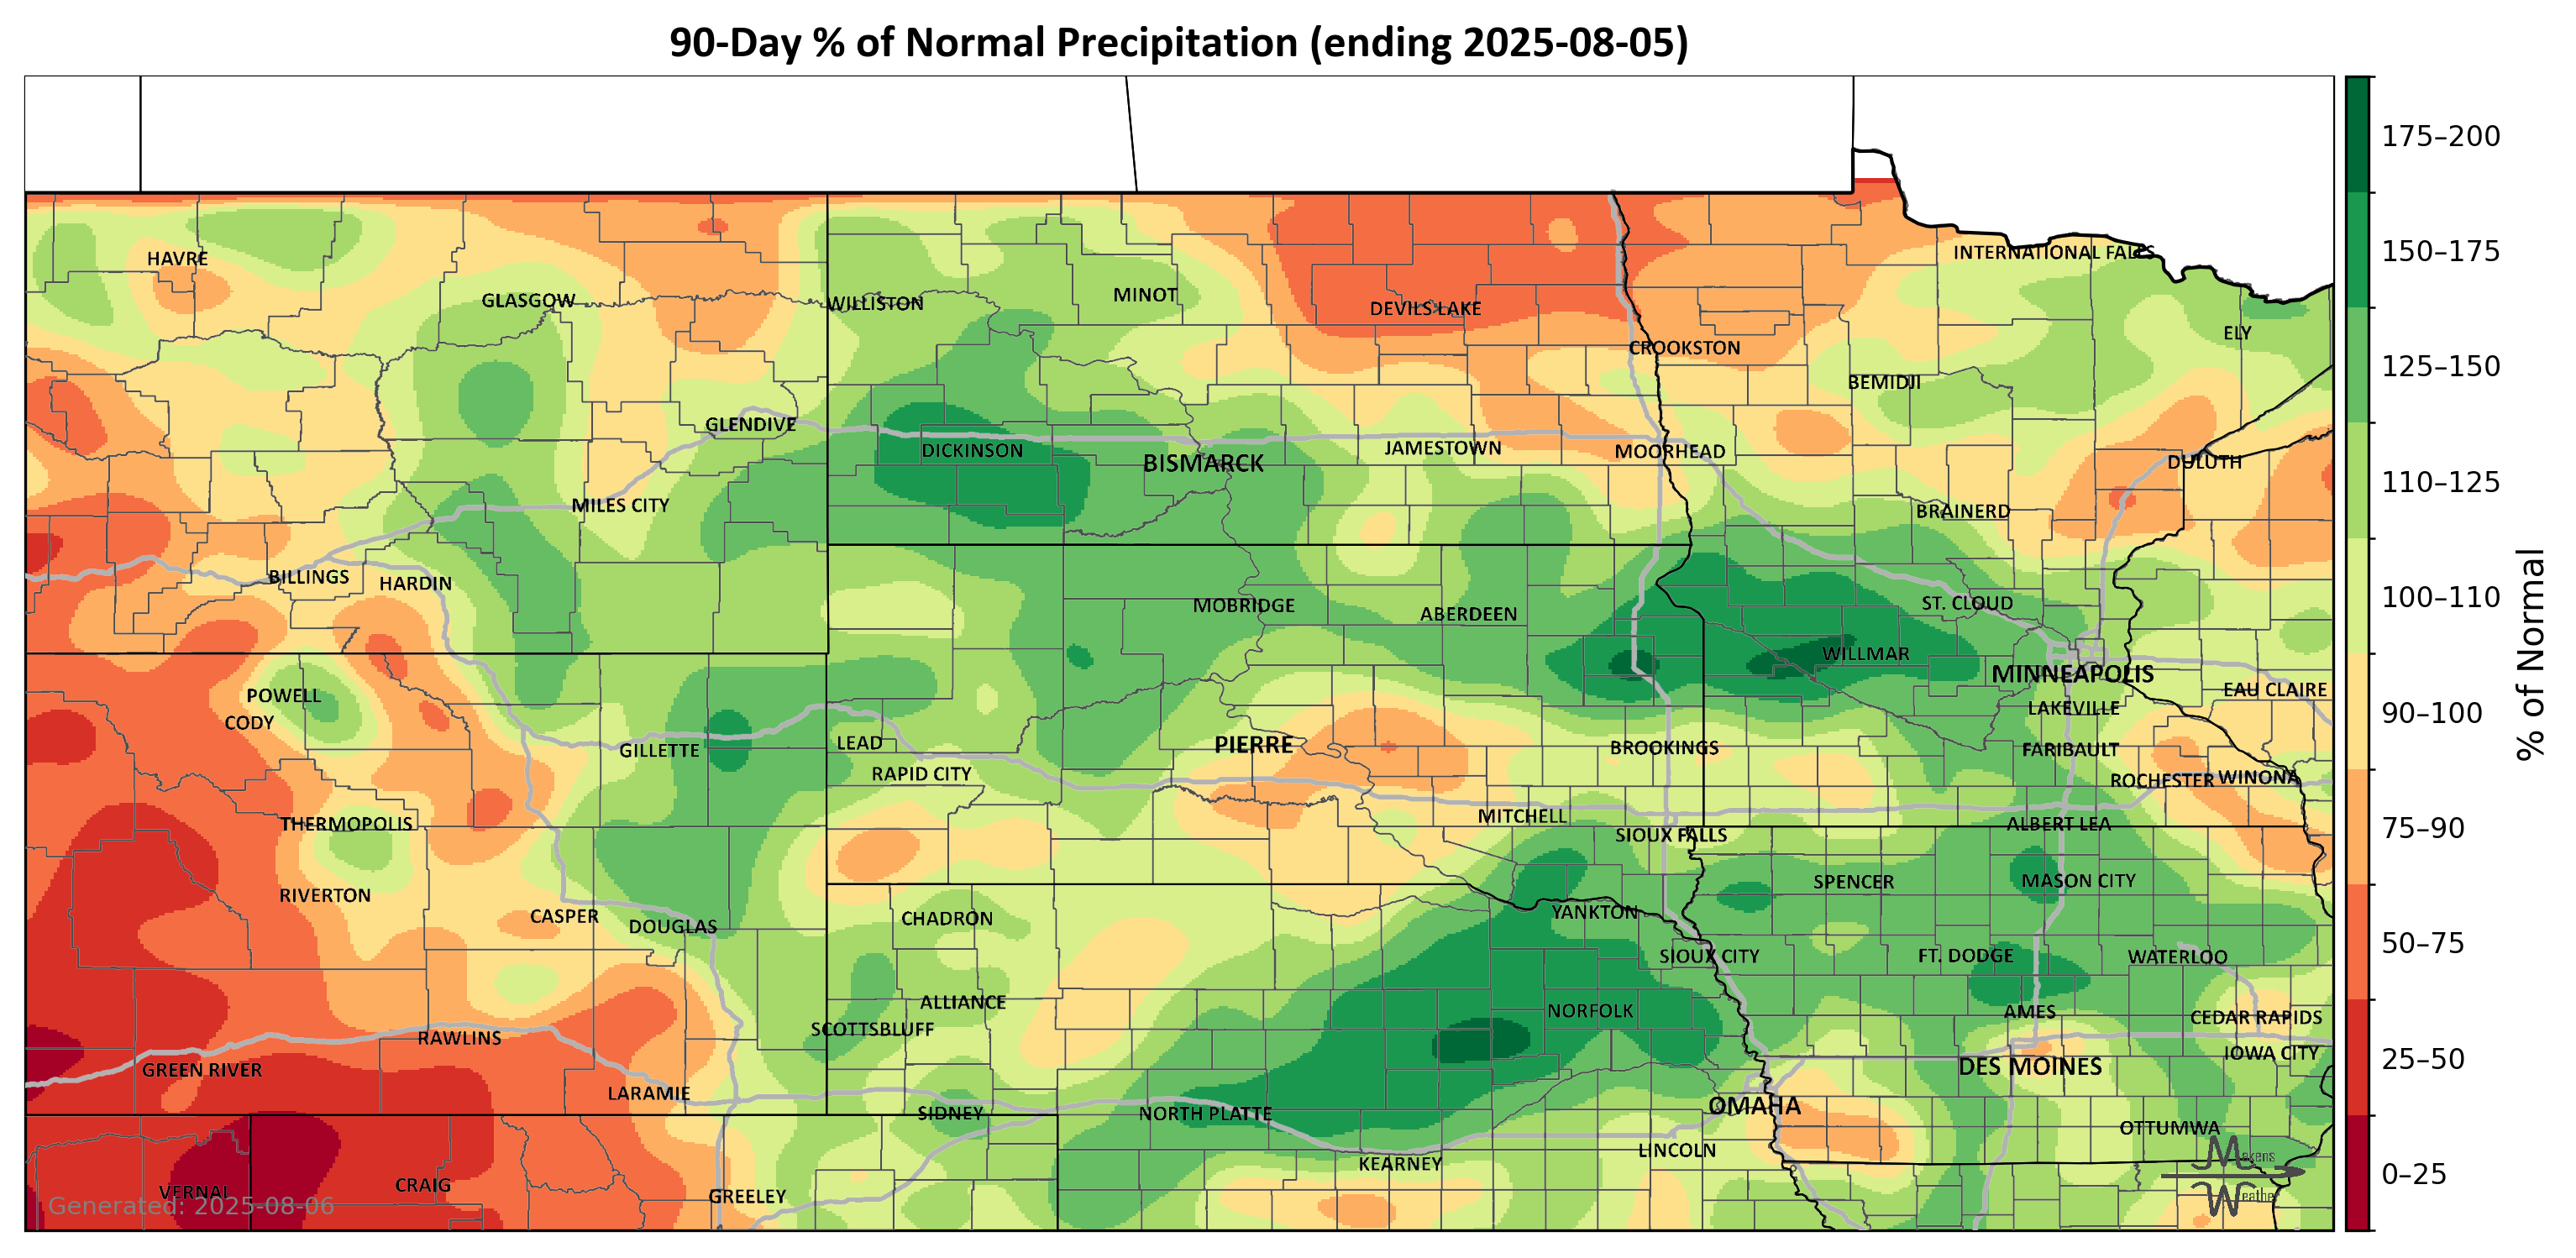 90-Day % of Normal Precipitation (ending 2025-08-05)
175–200
INTERNATIONAL FALLS
150–175
HAVRE
GLASGOW
WILLISTON
MINOT
DEVILS LAKE
ELY
CROOKSTON
125–150
BEMIDJI
GLENDIVE
DICKINSON
BISMARCK
JAMESTOWN
MOORHEAD
DULUTH
110–125
MILES CITY
BRAINERD
BILLINGS
HARDIN
MOBRIDGE
ABERDEEN
ST. CLOUD
100–110
WILLMAR
MINNEAPOLIS
% of Normal
POWELL
EAU CLAIRE
CODY
LAKEVILLE
90–100
GILLETTE
LEAD
PIERRE
BROOKINGS
FARIBAULT
RAPID CITY
ROCHESTER
WINONA
THERMOPOLIS
MITCHELL
SIOUX FALLS
ALBERT LEA
75–90
RIVERTON
SPENCER
MASON CITY
CASPER
DOUGLAS
CHADRON
YANKTON
SIOUX CITY
FT. DODGE
WATERLOO
50–75
ALLIANCE
NORFOLK
AMES
CEDAR RAPIDS
SCOTTSBLUFF
RAWLINS
GREEN RIVER
DES MOINES
IOWA CITY
25–50
LARAMIE
SIDNEY
NORTH PLATTE
OMAHA
OTTUMWA
LINCOLN
KEARNEY
Makens
Weather
VERNAL
CRAIG
GREELEY
0–25
Generated: 2025-08-06